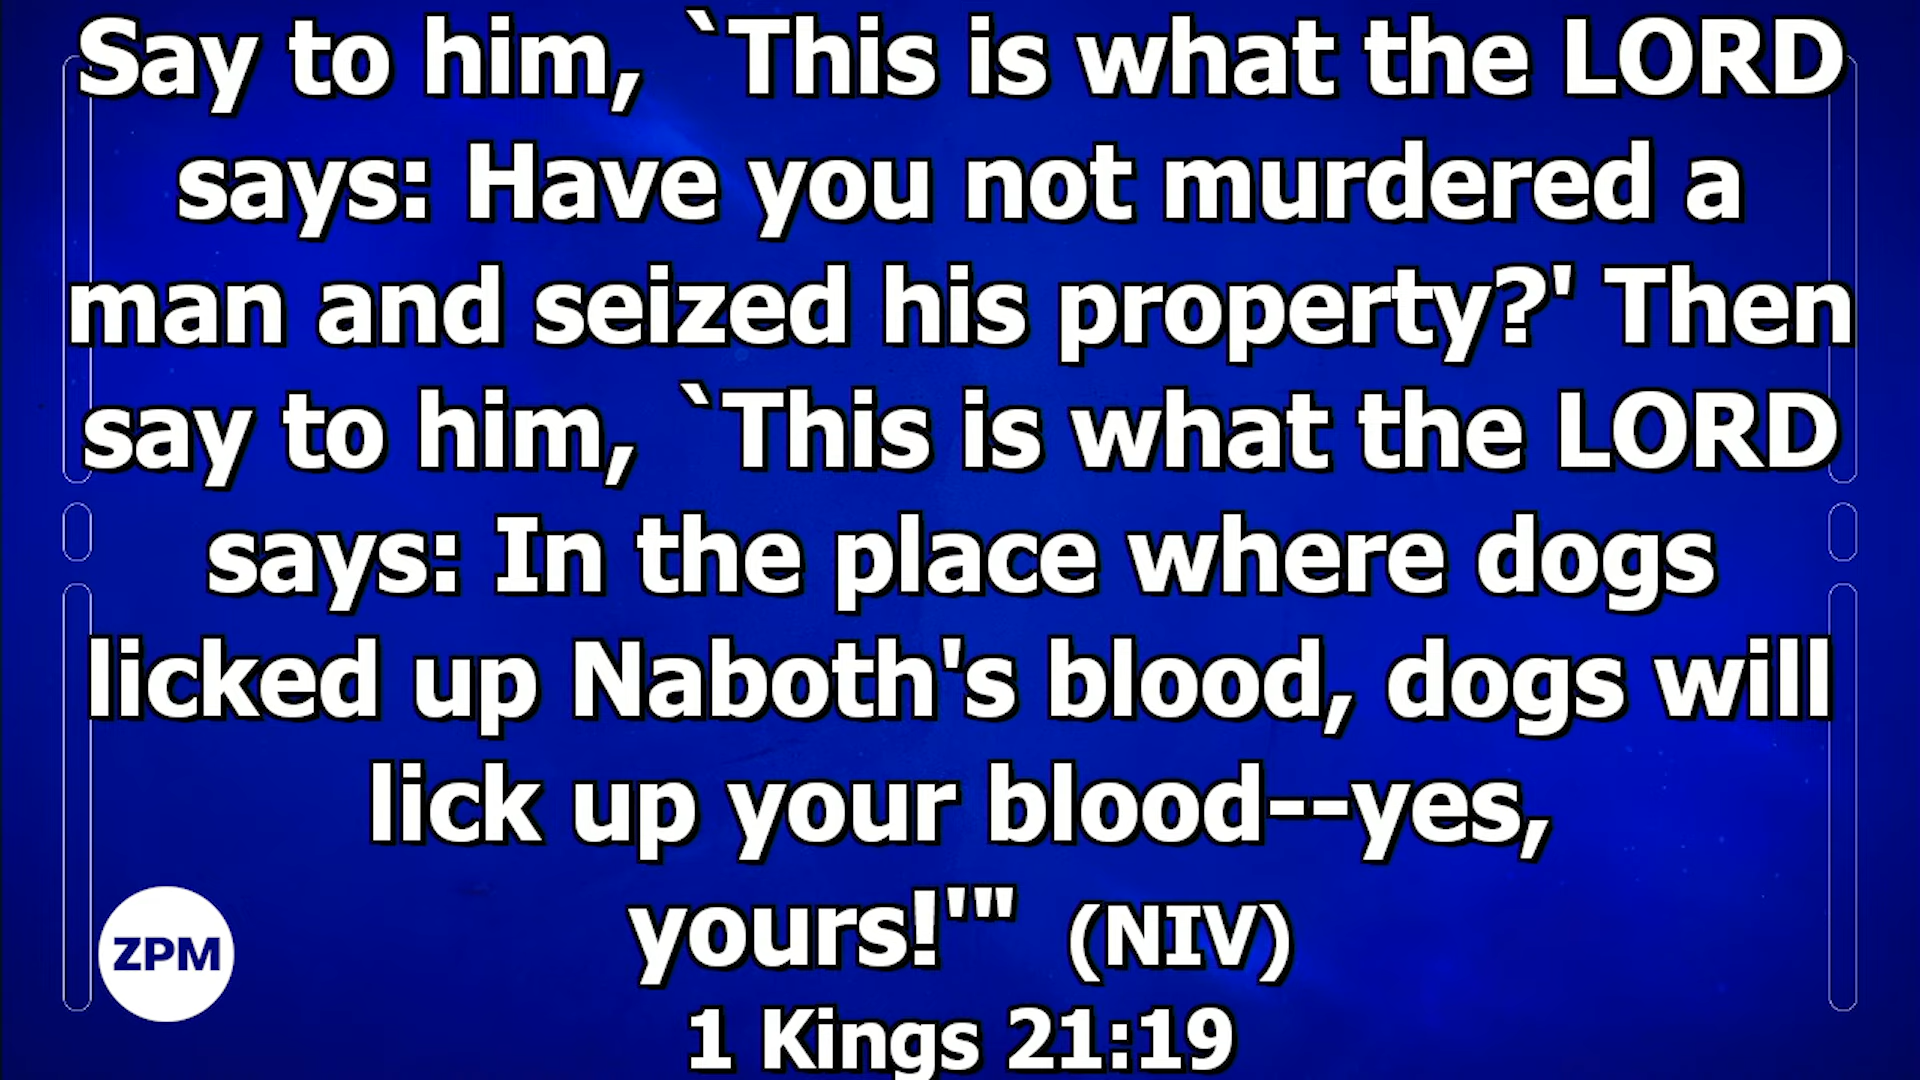 Say to him, `This is what the LORD
says: Have you not murdered a
man and seized his property?' Then
say to him, `This is what the LORD
says: In the place where dogs
licked up Naboth's blood, dogs will
lick up your blood--yes,
yours!'" (NIV)
ZPM
1 Kings 21:19